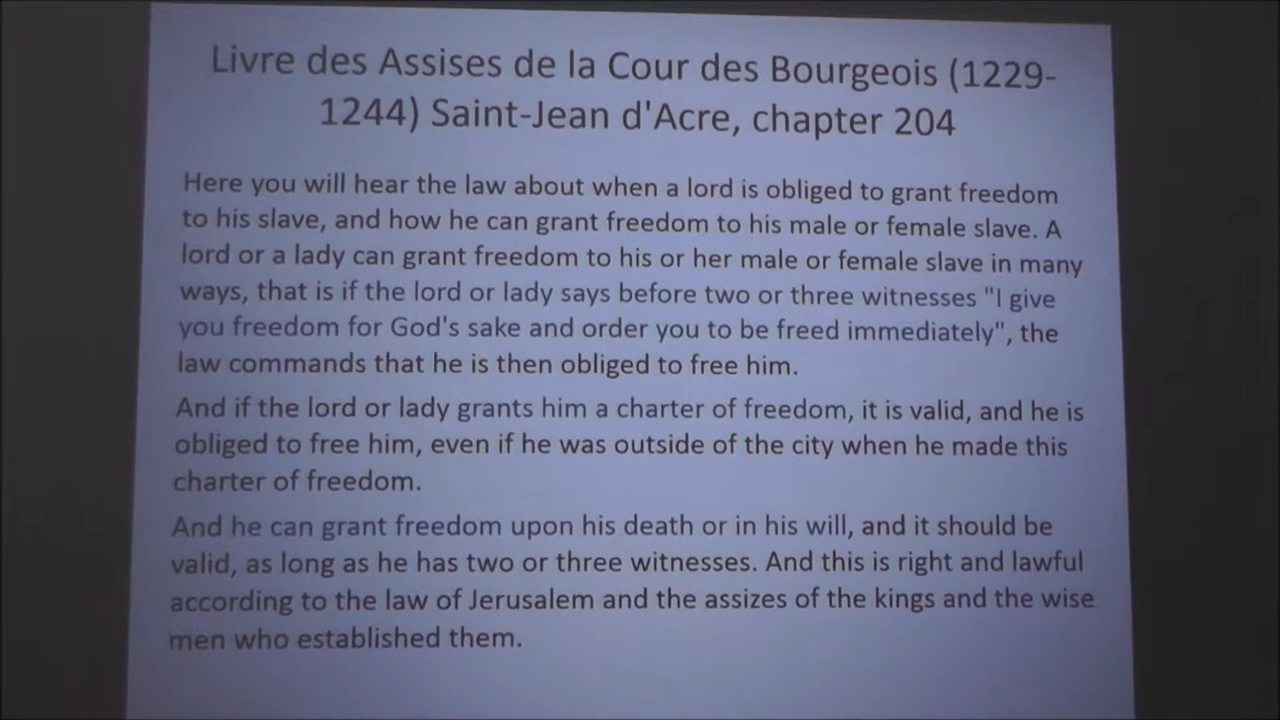 Livre des Assises de la Cour des Bourgeois (1229-
1244) Saint-Jean d'Acre, chapter 204
Here you will hear the law about when a lord is obliged to grant freedom
to his slave, and how he can grant freedom to his male or female slave. A
lord or a lady can grant freedom to his or her male or female slave in many
ways, that is if the lord or lady says before two or three witnesses "I give
you freedom for God's sake and order you to be freed immediately", the
law commands that he is then obliged to free him.
And if the lord or lady grants him a charter of freedom, it is valid, and he is
obliged to free him, even if he was outside of the city when he made this
charter of freedom.
And he can grant freedom upon his death or in his will, and it should be
valid, as long as he has two or three witnesses. And this is right and lawful
according to the law of Jerusalem and the assizes of the kings and the wise
men who established them.